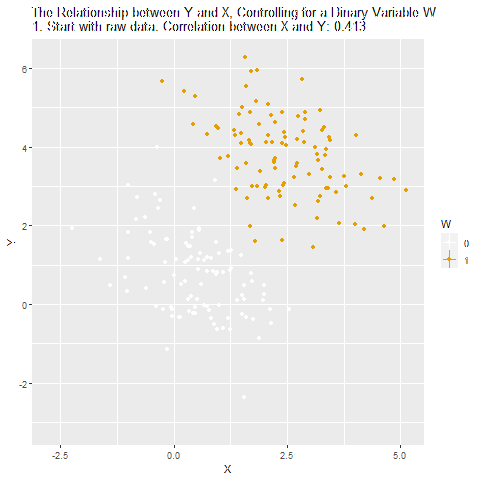 The Relationship between Y and X, Controlling for a Binary Variable W
1. Start with raw data. Correlation between X and Y: 0.413
6
4
2
0
-2
Y
-2.5 0.0 2.5 5.0
X
W
0
1